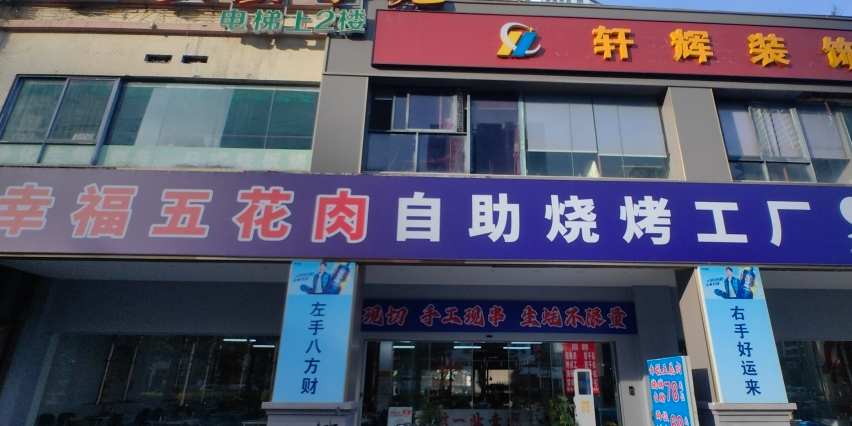 电梯上2楼
轩辉装饰
幸福五花肉自助烧烤工厂
现切 手工现串 生蚝不限量
左手八方财
右手好运来
78